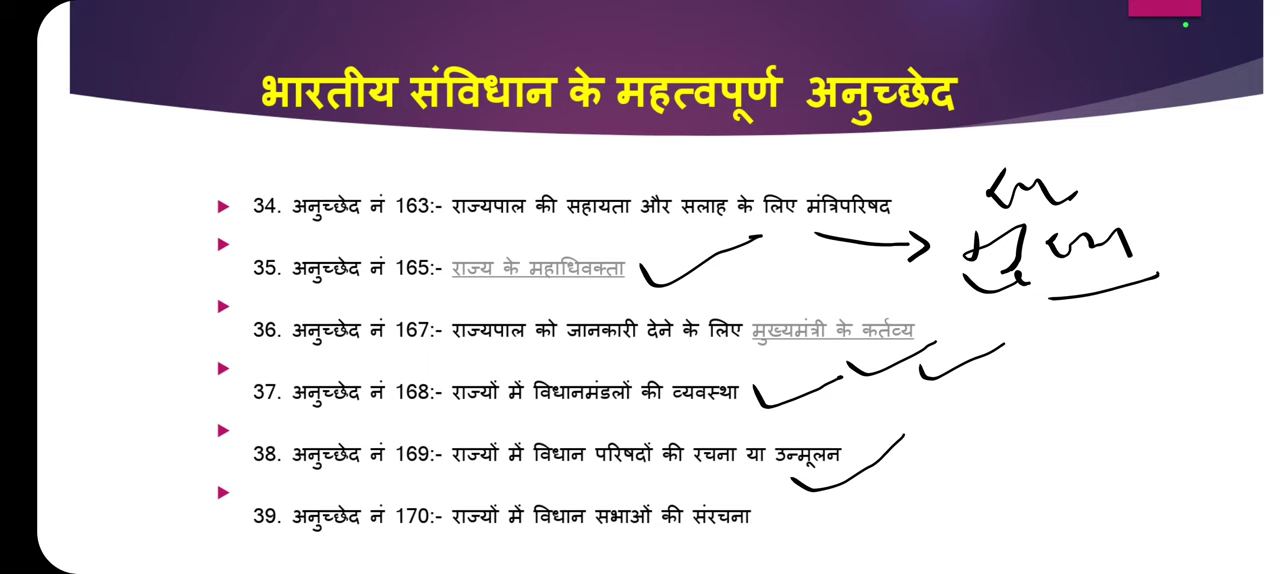 भारतीय संविधान के महत्वपूर्ण अनुच्छेद
34. अनुच्छेद नं 163:- राज्यपाल की सहायता और सलाह के लिए मंत्रिपरिषद
35. अनुच्छेद नं 165:- राज्य के महाधिवक्ता
36. अनुच्छेद नं 167:- राज्यपाल को जानकारी देने के लिए मुख्यमंत्री के कर्तव्य
37. अनुच्छेद नं 168:- राज्यों में विधानमंडलों की व्यवस्था
38. अनुच्छेद नं 169:- राज्यों में विधान परिषदों की रचना या उन्मूलन
39. अनुच्छेद नं 170:- राज्यों में विधान सभाओं की संरचना